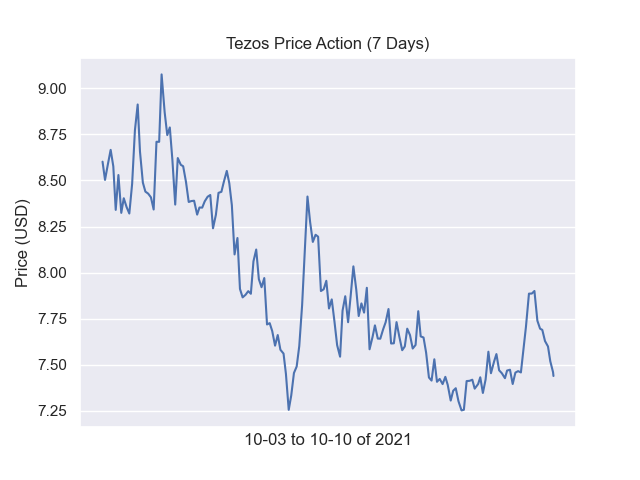 Tezos Price Action (7 Days)
9.00
8.75
8.50
8.25
8.00
7.75
7.50
7.25
Price (USD)
10-03 to 10-10 of 2021